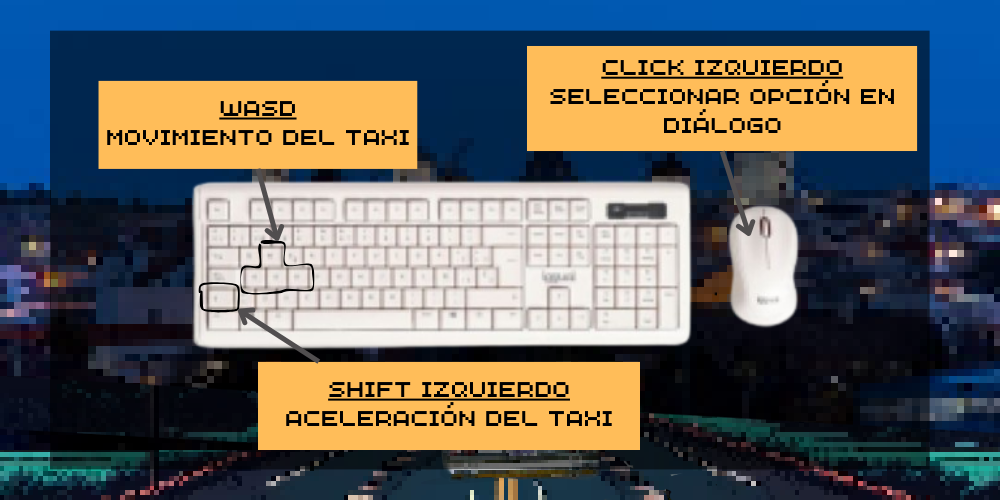 WASD
MOVIMIENTO DEL TAXI
CLICK IZQUIERDO
SELECCIONAR OPCIÓN EN
DIÁLOGO
SHIFT IZQUIERDO
ACELERACIÓN DEL TAXI